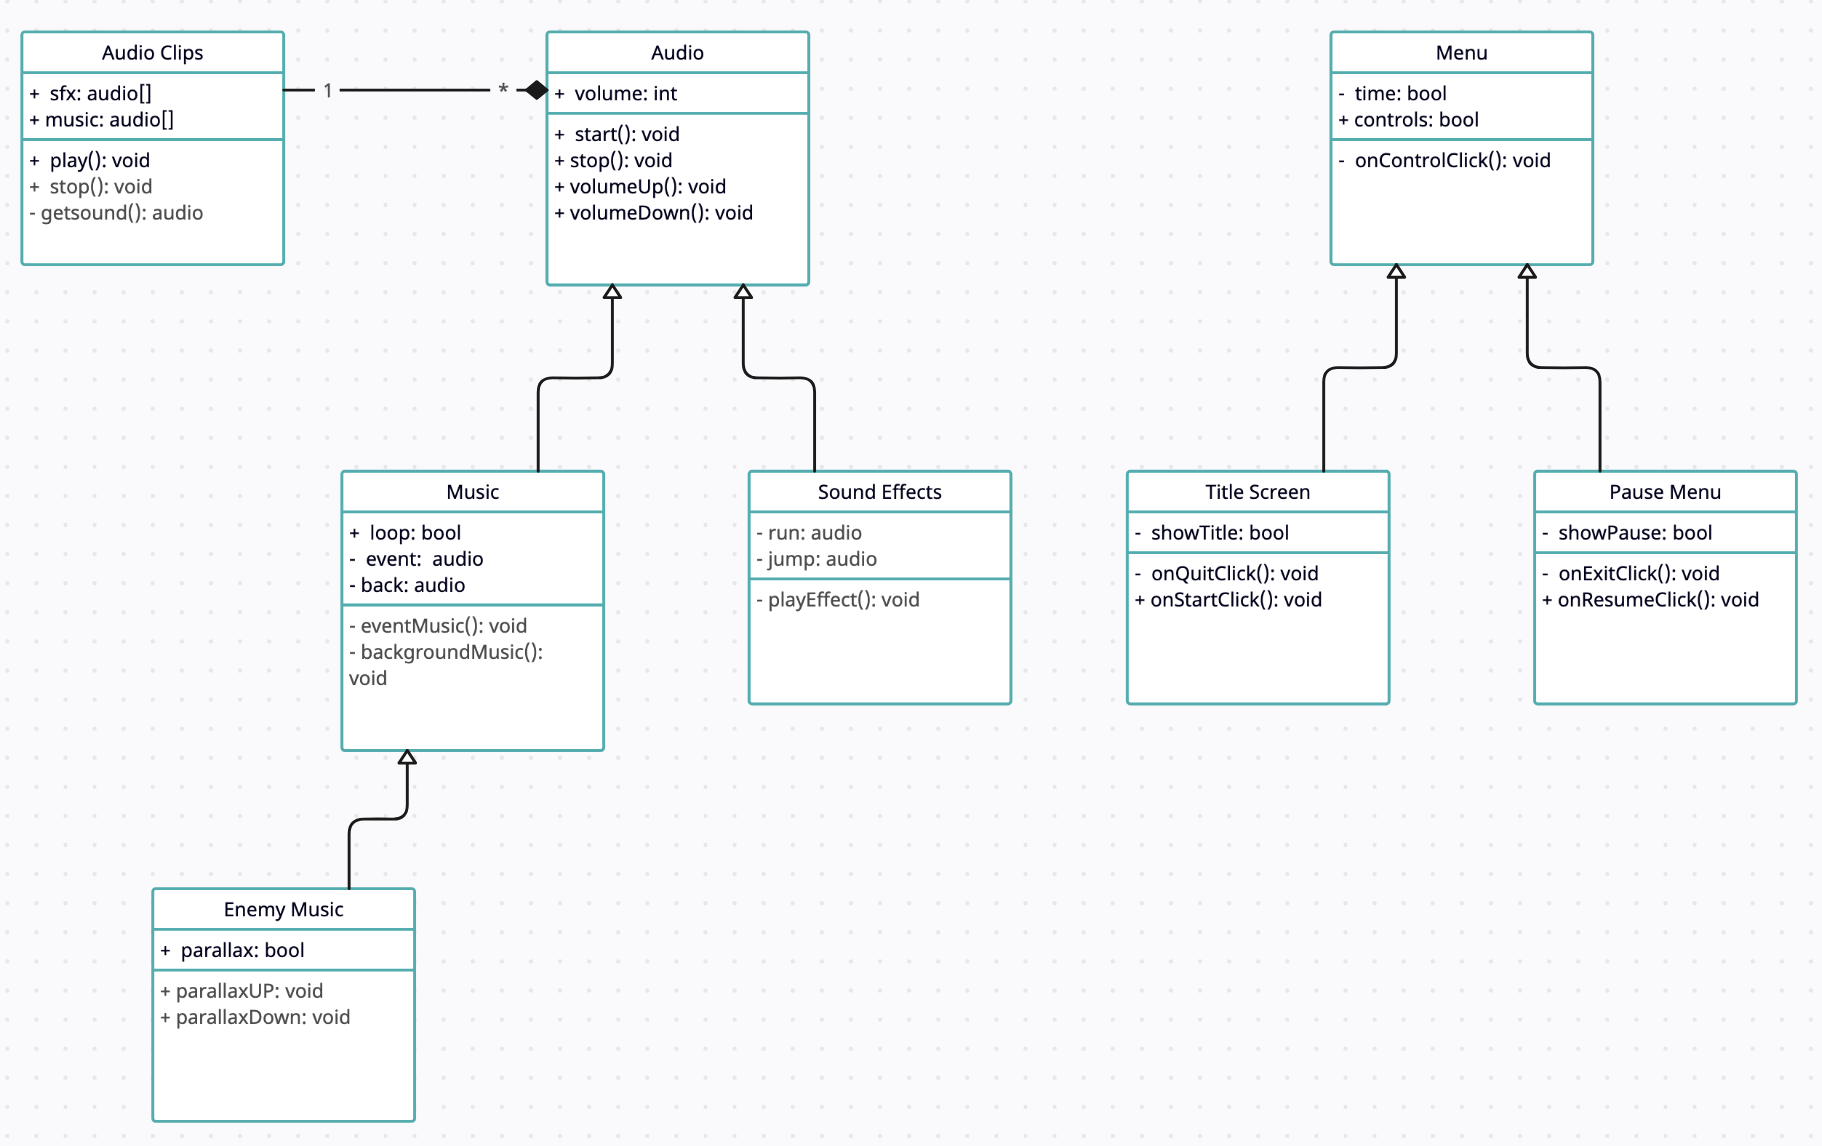 Audio Clips
+  sfx: audio[]
+ music: audio[]
+  play(): void
+  stop(): void
- getsound(): audio
1
*
Audio
+  volume: int
+  start(): void
+ stop(): void
+ volumeUp(): void
+ volumeDown(): void
Menu
-  time: bool
+ controls: bool
-  onControlClick(): void
Music
+  loop: bool
-  event:  audio
- back: audio
- eventMusic(): void
- backgroundMusic():
void
Sound Effects
- run: audio
- jump: audio
- playEffect(): void
Title Screen
-  showTitle: bool
-  onQuitClick(): void
+ onStartClick(): void
Pause Menu
-  showPause: bool
-  onExitClick(): void
+ onResumeClick(): void
Enemy Music
+  parallax: bool
+ parallaxUP: void
+ parallaxDown: void